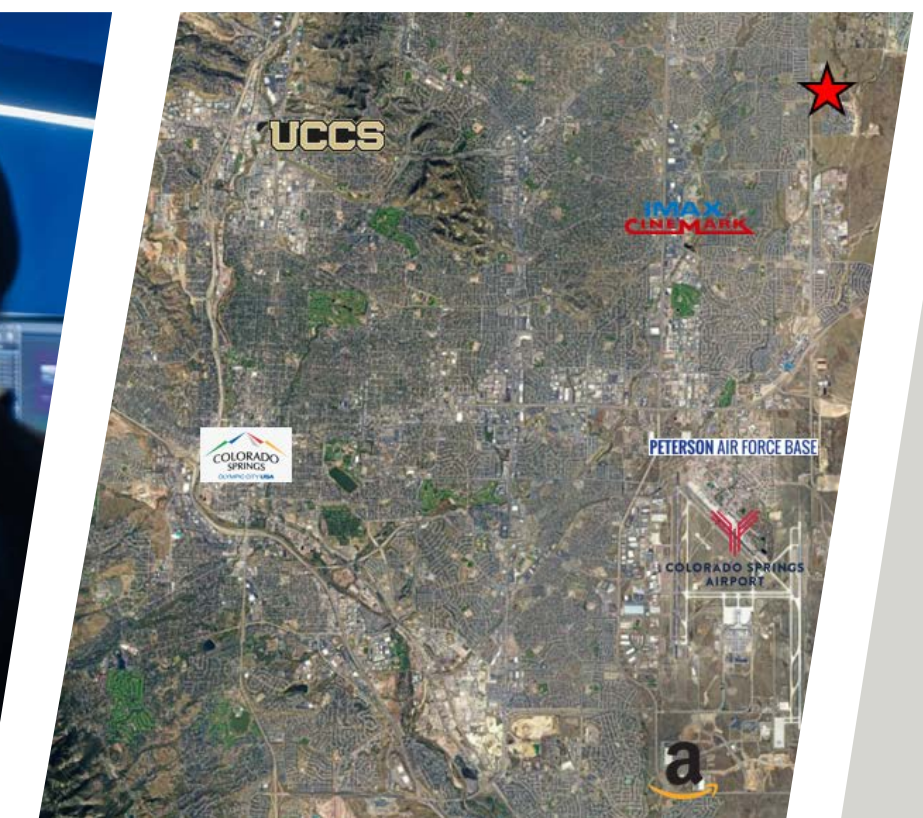 UCCS
IMAX
CINEMARK
COLORADO
SPRINGS
OLYMPIC CITY USA
PETERSON AIR FORCE BASE
COLORADO SPRINGS
AIRPORT
a